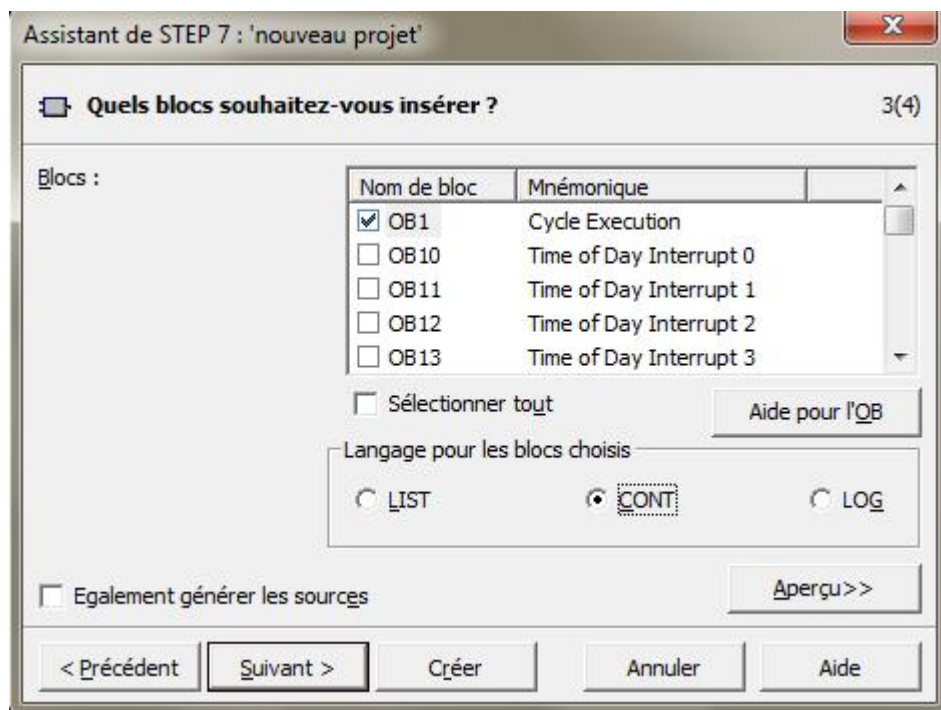 Assistant de STEP 7 : 'nouveau projet'
Quels blocs souhaitez-vous insérer ? 3(4)
Blocs :
Nom de bloc Mnémonique
OB1 Cycle Execution
OB10 Time of Day Interrupt 0
OB11 Time of Day Interrupt 1
OB12 Time of Day Interrupt 2
OB13 Time of Day Interrupt 3
Sélectionner tout
Aide pour l'OB
Langage pour les blocs choisis
LIST CONT LOG
Aperçu>>
Egalement générer les sources
< Précédent Suivant > Créer Annuler Aide